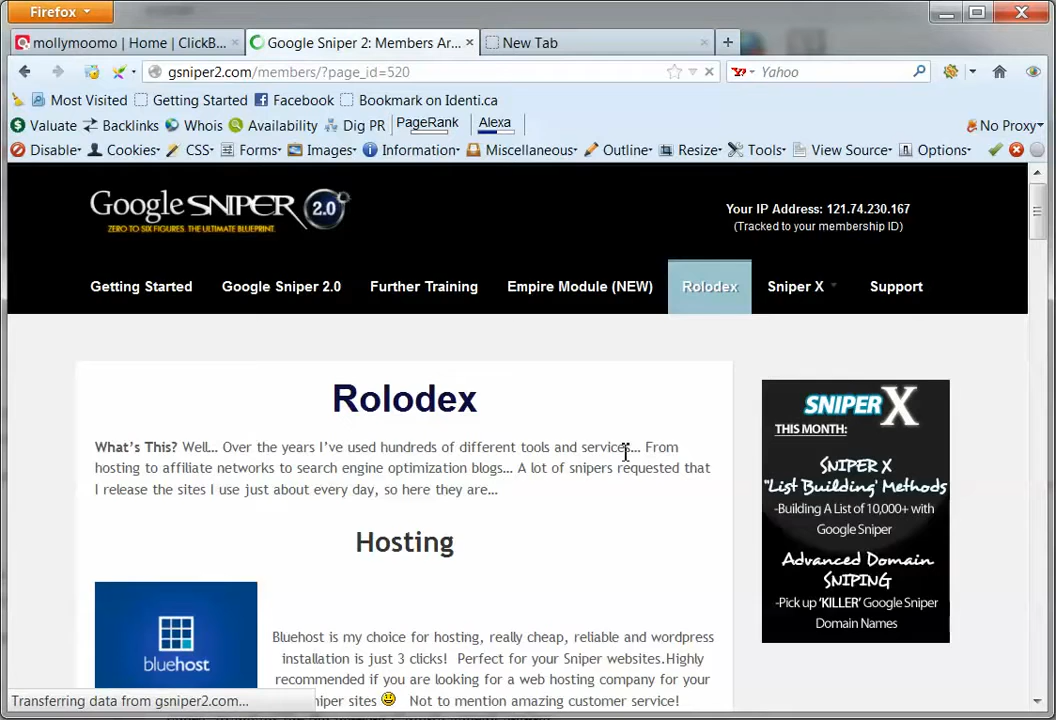 Firefox
mollymoomo | Home | ClickB...
Google Sniper 2: Members Ar...
New Tab
gsniper2.com/members/?page_id=520
Yahoo
Most Visited
Getting Started
Facebook
Bookmark on Identi.ca
Valuate
Backlinks
Whois
Availability
Dig PR
PageRank
Alexa
No Proxy
Disable
Cookies
CSS
Forms
Images
Information
Miscellaneous
Outline
Resize
Tools
View Source
Options
Google SNIPER 2.0
ZERO TO SIX FIGURES. THE ULTIMATE BLUEPRINT.
Your IP Address: 121.74.230.167
(Tracked to your membership ID)
Getting Started
Google Sniper 2.0
Further Training
Empire Module (NEW)
Rolodex
Sniper X
Support
Rolodex
What's This? Well... Over the years I've used hundreds of different tools and services... From
hosting to affiliate networks to search engine optimization blogs... A lot of snipers requested that
I release the sites I use just about every day, so here they are...
Hosting
bluehost
Bluehost is my choice for hosting, really cheap, reliable and wordpress
installation is just 3 clicks! Perfect for your Sniper websites.Highly
recommended if you are looking for a web hosting company for your
niper sites Not to mention amazing customer service!
SNIPER X
THIS MONTH:
SNIPER X
"List Building' Methods
-Building A List of 10,000+ with
Google Sniper
Advanced Domain
SNIPING
-Pick up 'KILLER' Google Sniper
Domain Names
Transferring data from gsniper2.com...